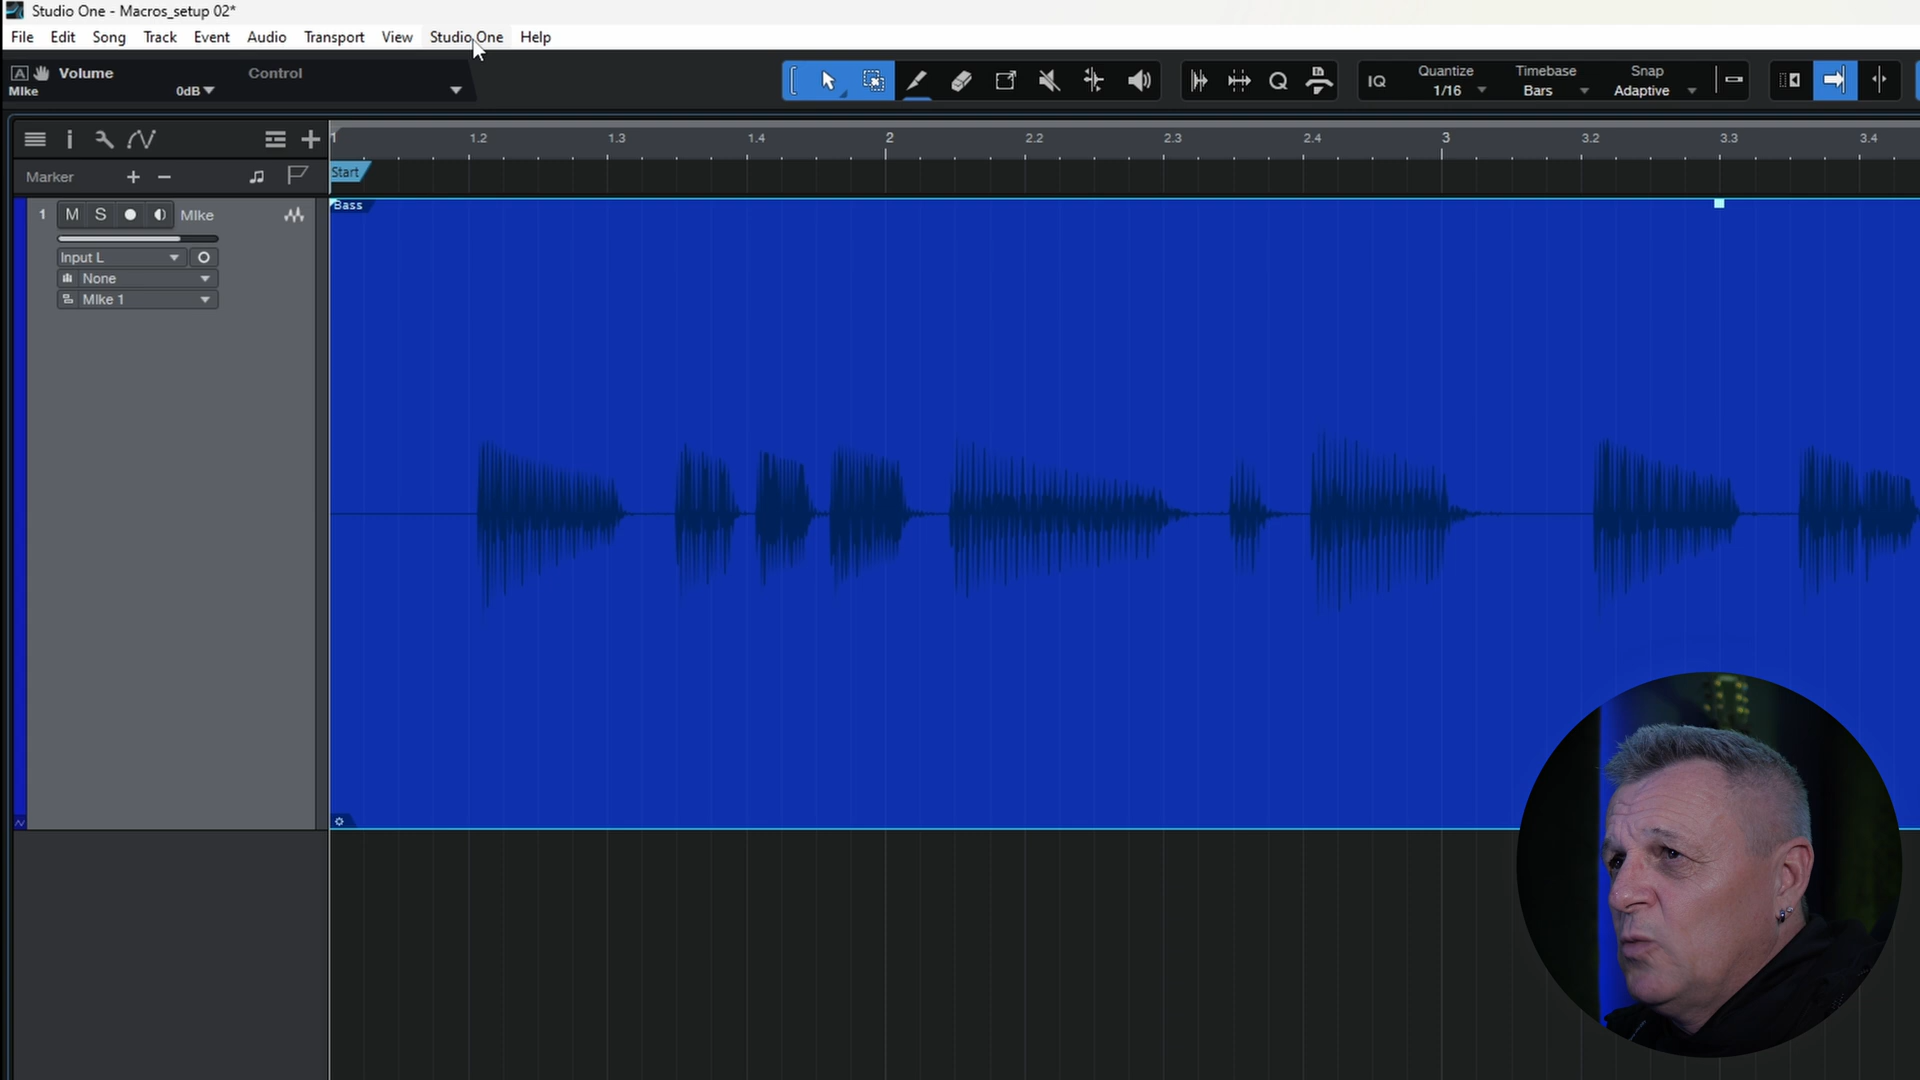 Studio One - Macros_setup 02*
File Edit Song Track Event Audio Transport View Studio One Help
A Volume Control
MIke 0dB
IQ Quantize Timebase Snap
1/16 Bars Adaptive
1 1.2 1.3 1.4 2 2.2 2.3 2.4 3 3.2 3.3 3.4
Marker Start
Bass
1 M S MIke
Input L
None
MIke 1